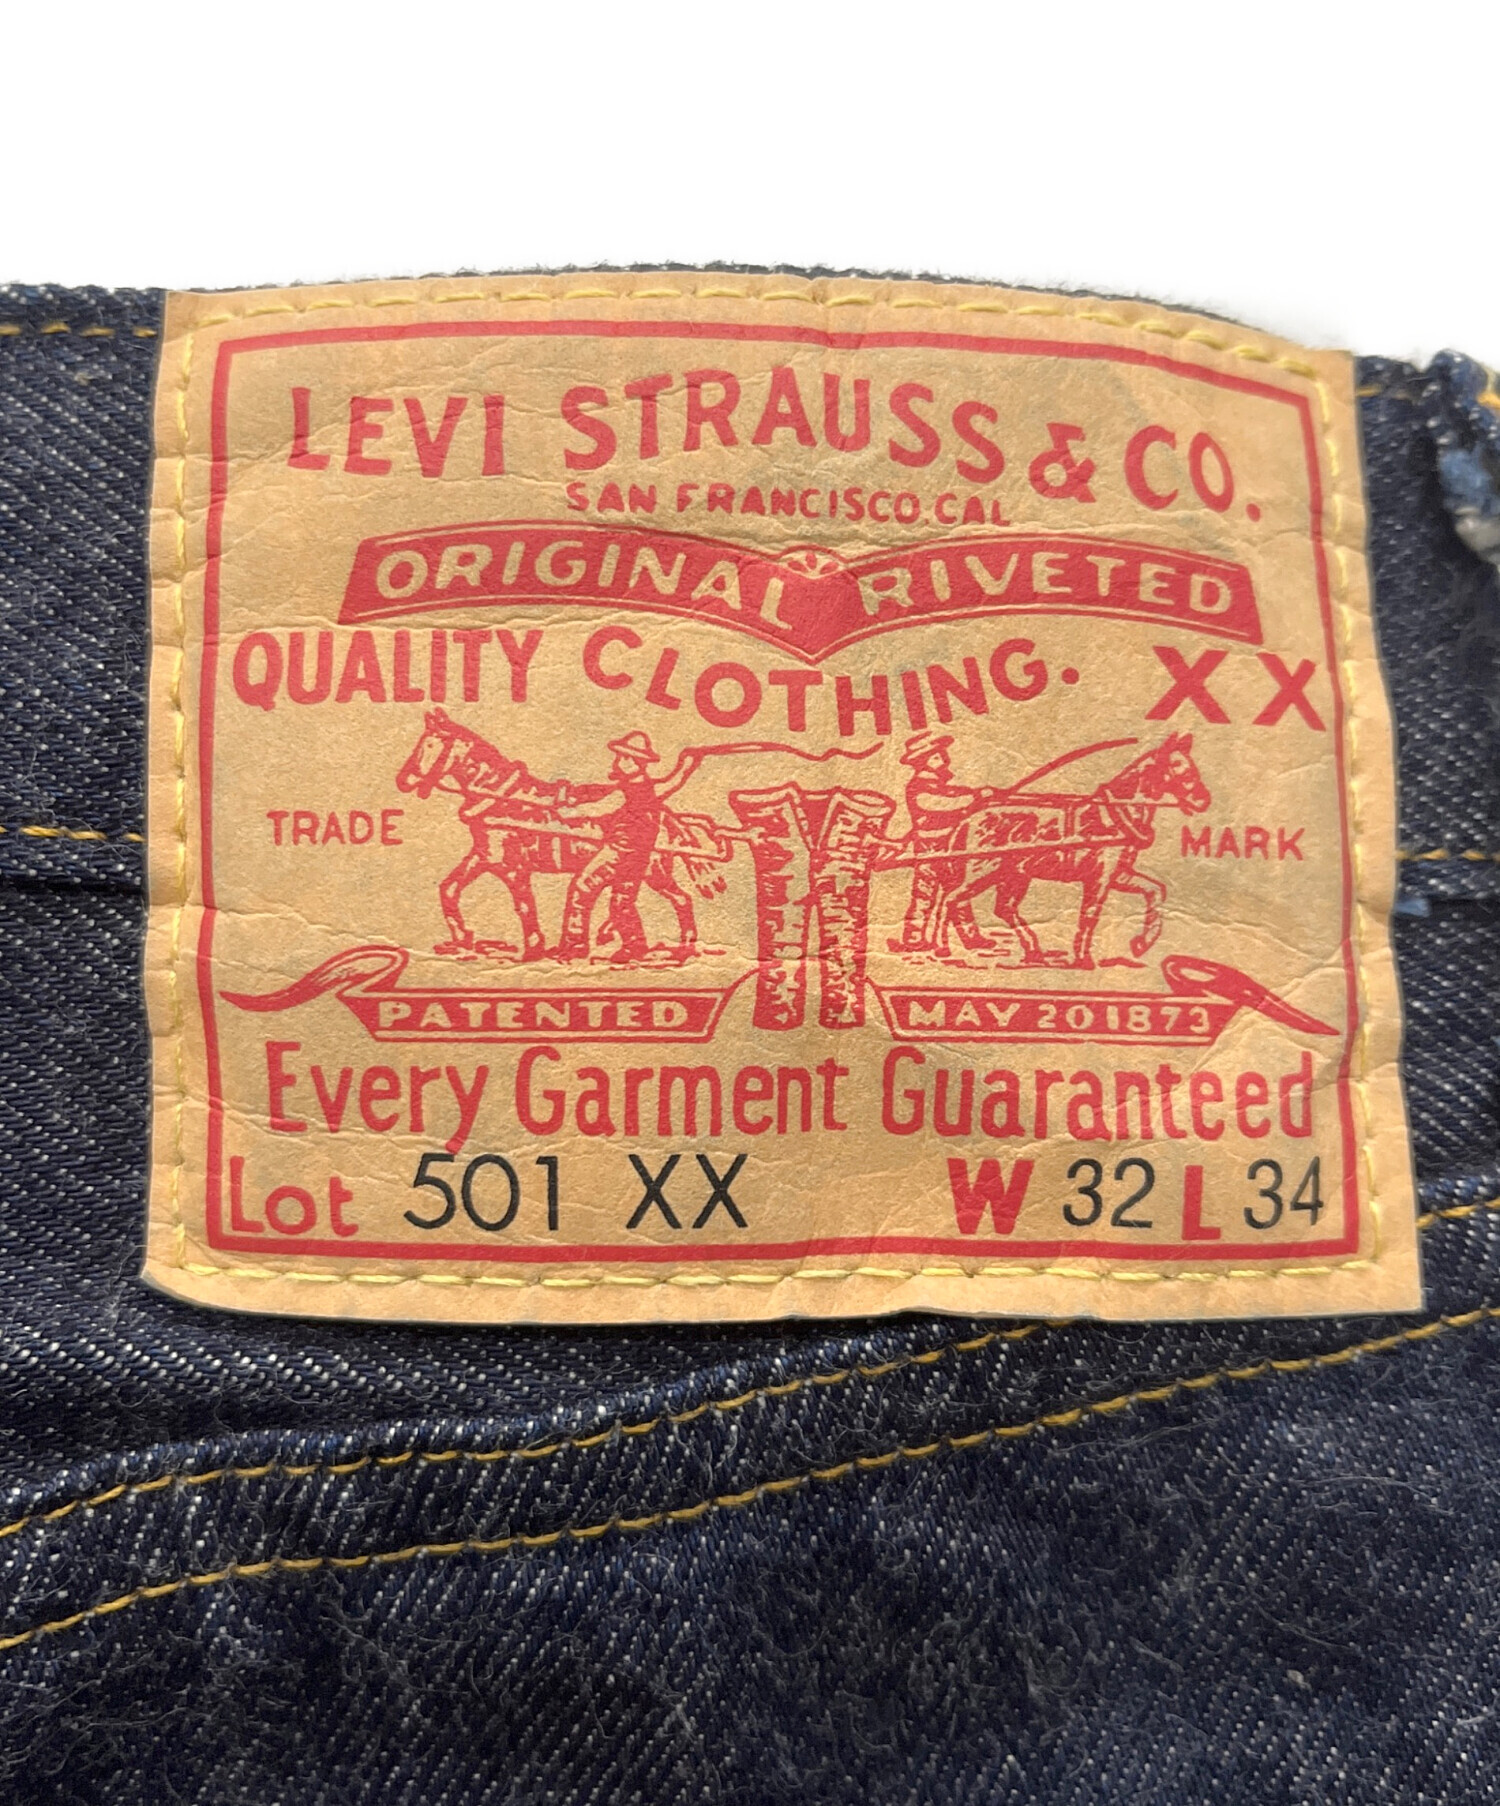 LEVI STRAUSS & CO.
SAN FRANCISCO, CAL
ORIGINAL RIVETED
QUALITY CLOTHING. XX
TRADE MARK
PATENTED MAY 20 1873
Every Garment Guaranteed
Lot 501 XX W 32 L 34